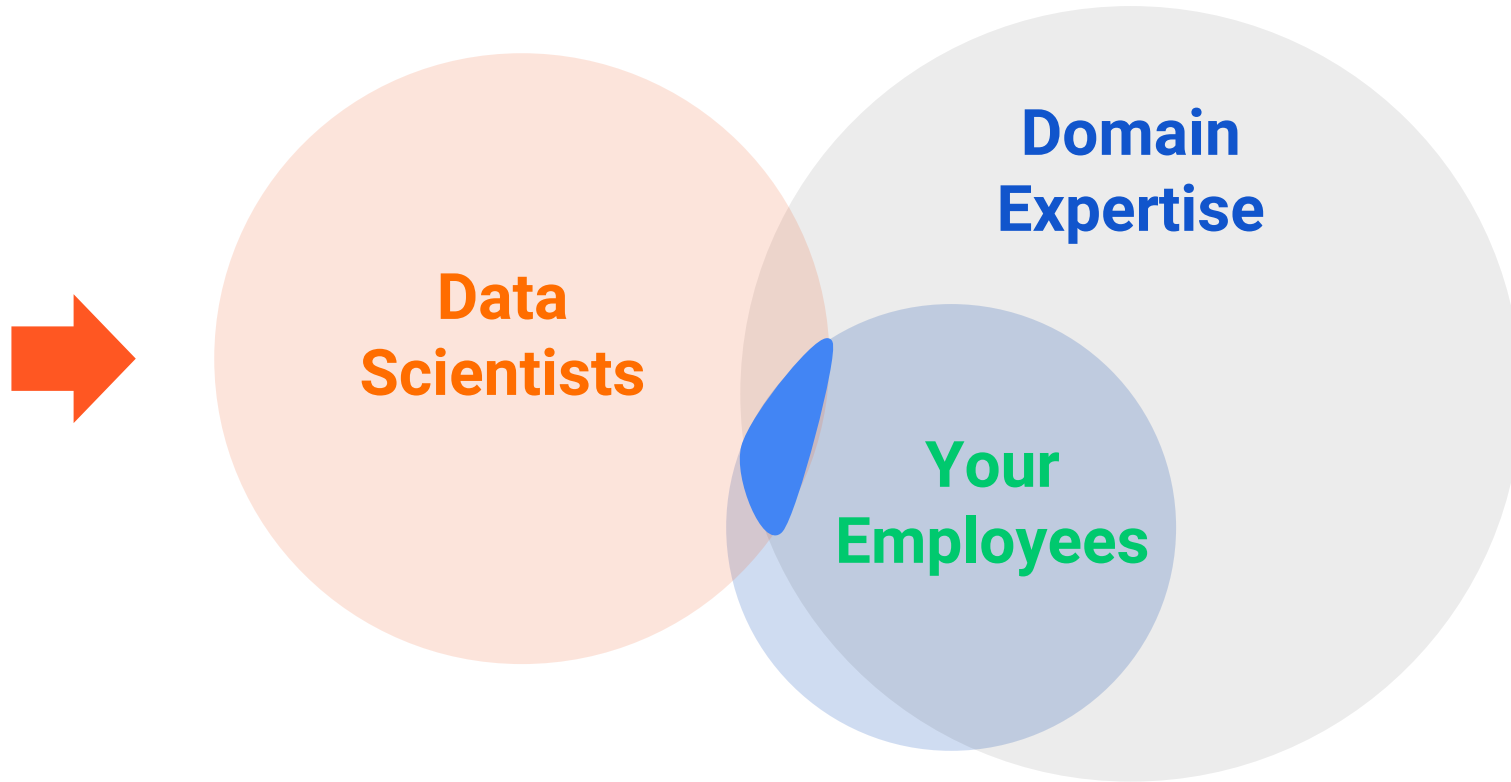 Domain
Expertise
Data
Scientists
Your
Employees